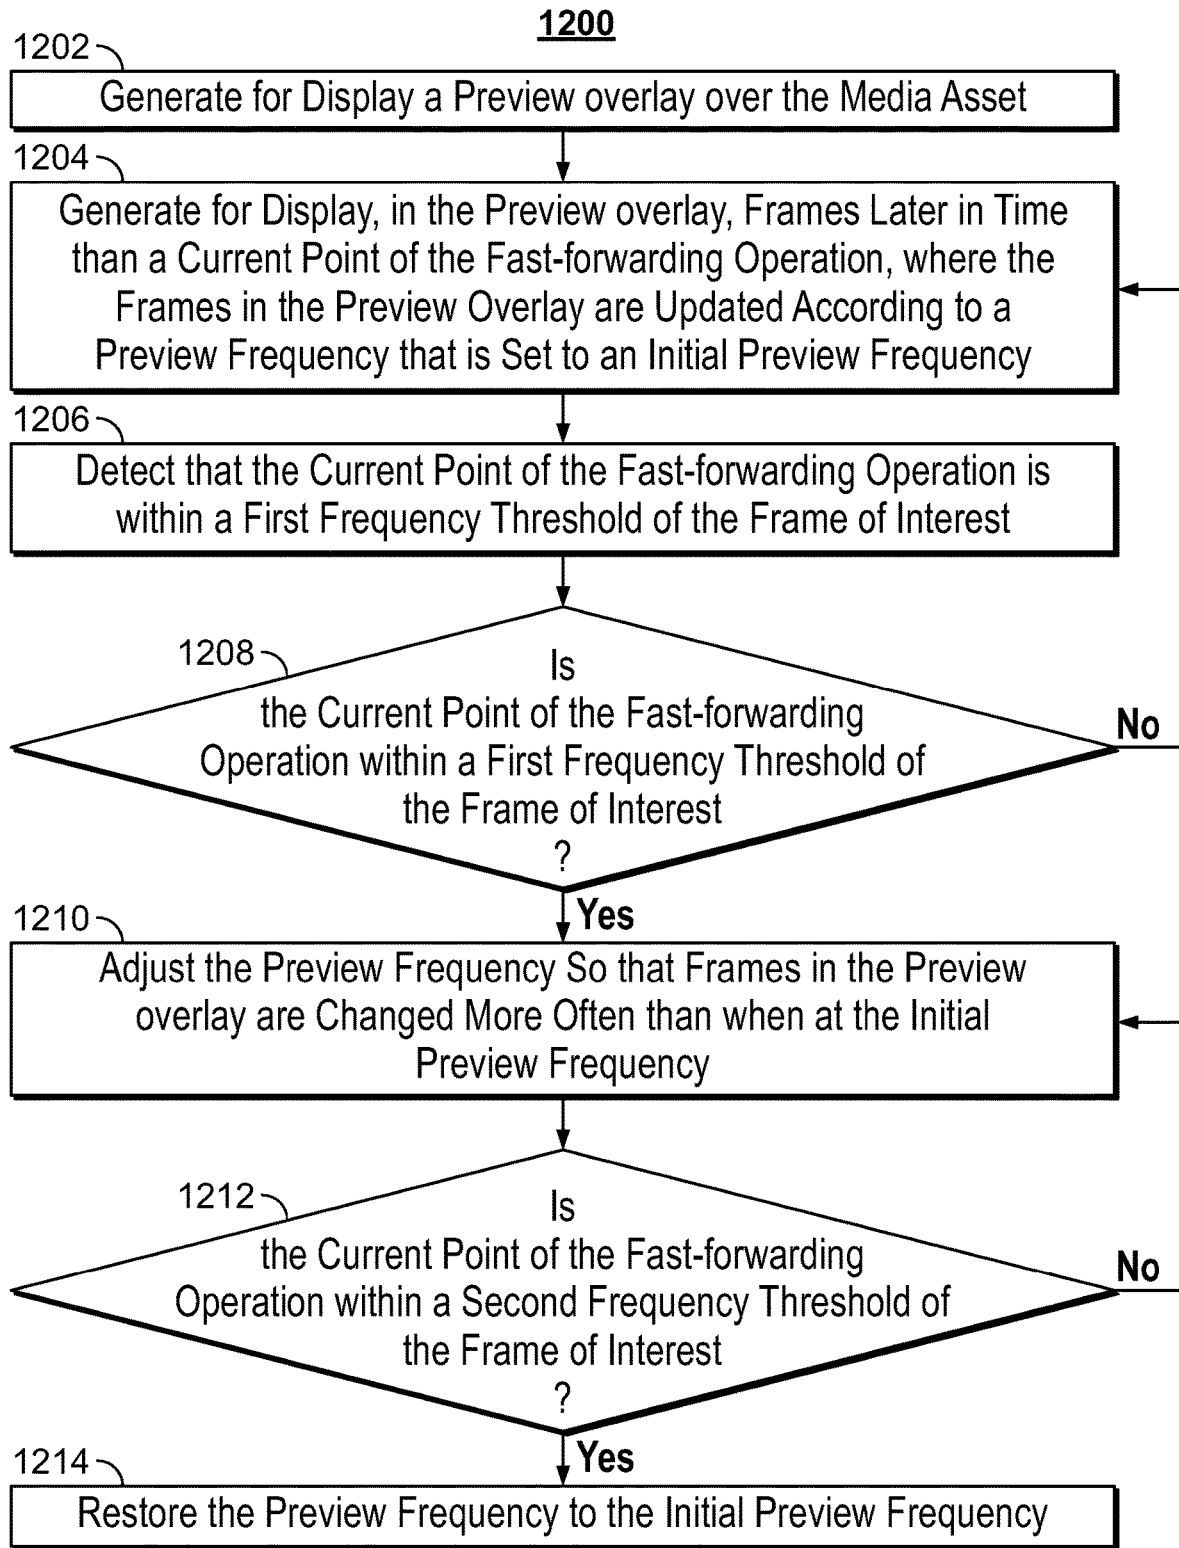 1200
1202
Generate for Display a Preview overlay over the Media Asset
1204
Generate for Display, in the Preview overlay, Frames Later in Time
than a Current Point of the Fast-forwarding Operation, where the
Frames in the Preview Overlay are Updated According to a
Preview Frequency that is Set to an Initial Preview Frequency
1206
Detect that the Current Point of the Fast-forwarding Operation is
within a First Frequency Threshold of the Frame of Interest
1208
Is
the Current Point of the Fast-forwarding
Operation within a First Frequency Threshold of
the Frame of Interest
?
No
Yes
1210
Adjust the Preview Frequency So that Frames in the Preview
overlay are Changed More Often than when at the Initial
Preview Frequency
1212
Is
the Current Point of the Fast-forwarding
Operation within a Second Frequency Threshold of
the Frame of Interest
?
No
Yes
1214
Restore the Preview Frequency to the Initial Preview Frequency